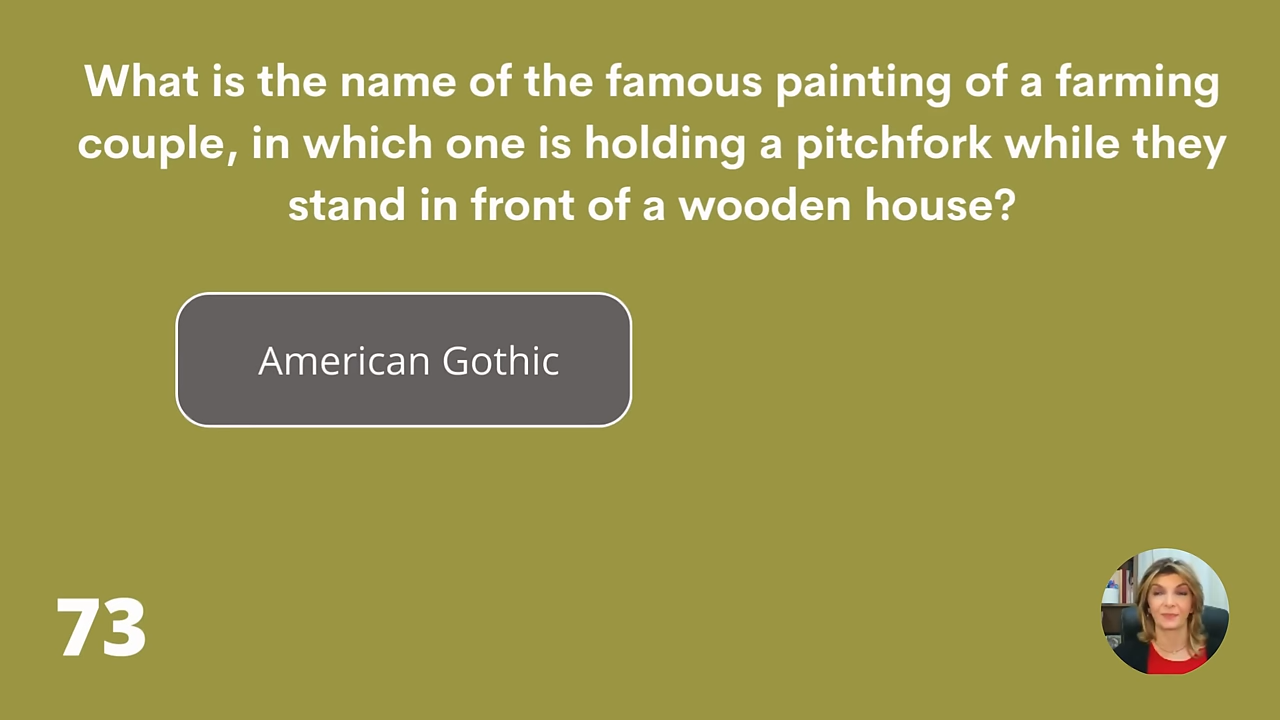 What is the name of the famous painting of a farming
couple, in which one is holding a pitchfork while they
stand in front of a wooden house?
American Gothic
73